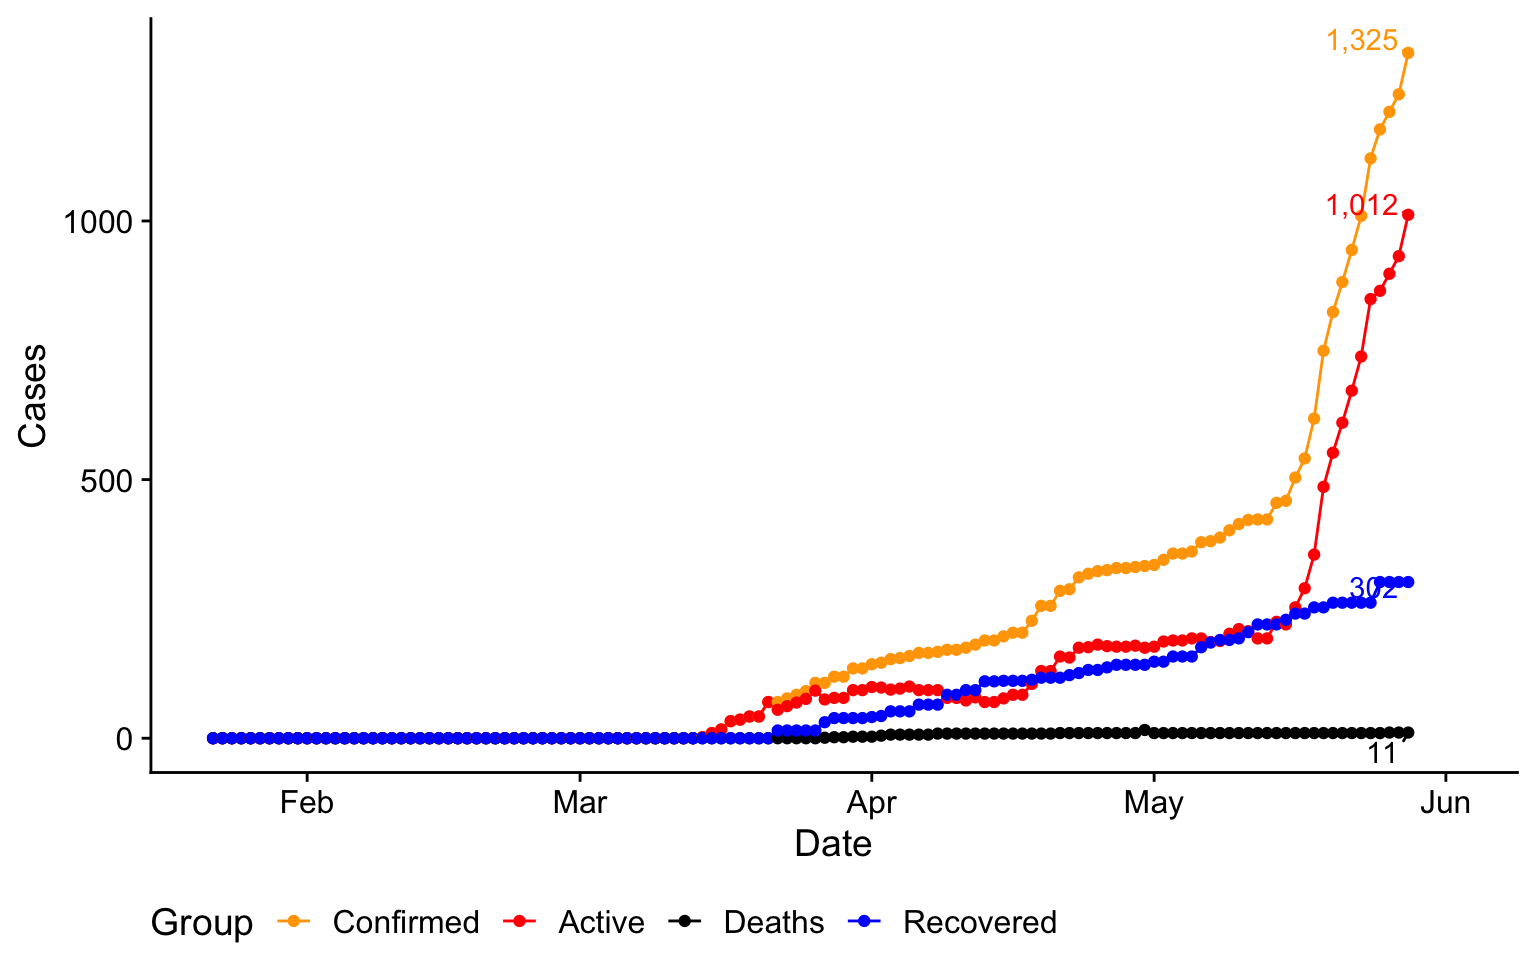 1,325
1000
1,012
Cases
500
302
0
11
Feb Mar Apr May Jun
Date
Group Confirmed Active Deaths Recovered